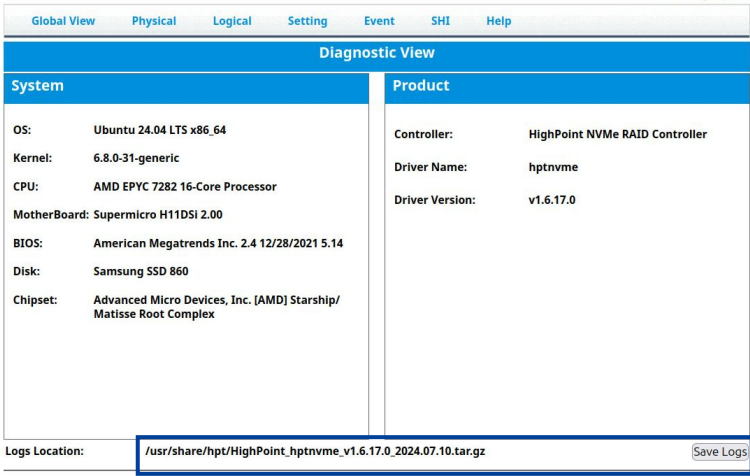 Global View Physical Logical Setting Event SHI Help
Diagnostic View
System
OS: Ubuntu 24.04 LTS x86_64
Kernel: 6.8.0-31-generic
CPU: AMD EPYC 7282 16-Core Processor
MotherBoard: Supermicro H11DSi 2.00
BIOS: American Megatrends Inc. 2.4 12/28/2021 5.14
Disk: Samsung SSD 860
Chipset: Advanced Micro Devices, Inc. [AMD] Starship/
Matisse Root Complex
Product
Controller: HighPoint NVMe RAID Controller
Driver Name: hptnvme
Driver Version: v1.6.17.0
Logs Location: /usr/share/hpt/HighPoint_hptnvme_v1.6.17.0_2024.07.10.tar.gz Save Logs